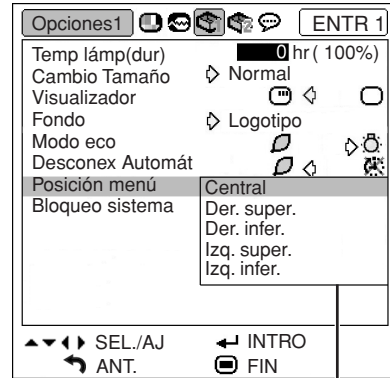 Opciones1 ENTR 1
Temp lámp(dur) 0 hr ( 100%)
Cambio Tamaño Normal
Visualizador
Fondo Logotipo
Modo eco
Desconex Automát
Posición menú Central
Bloqueo sistema Der. super.
Der. infer.
Izq. super.
Izq. infer.
SEL./AJ INTRO
ANT. FIN